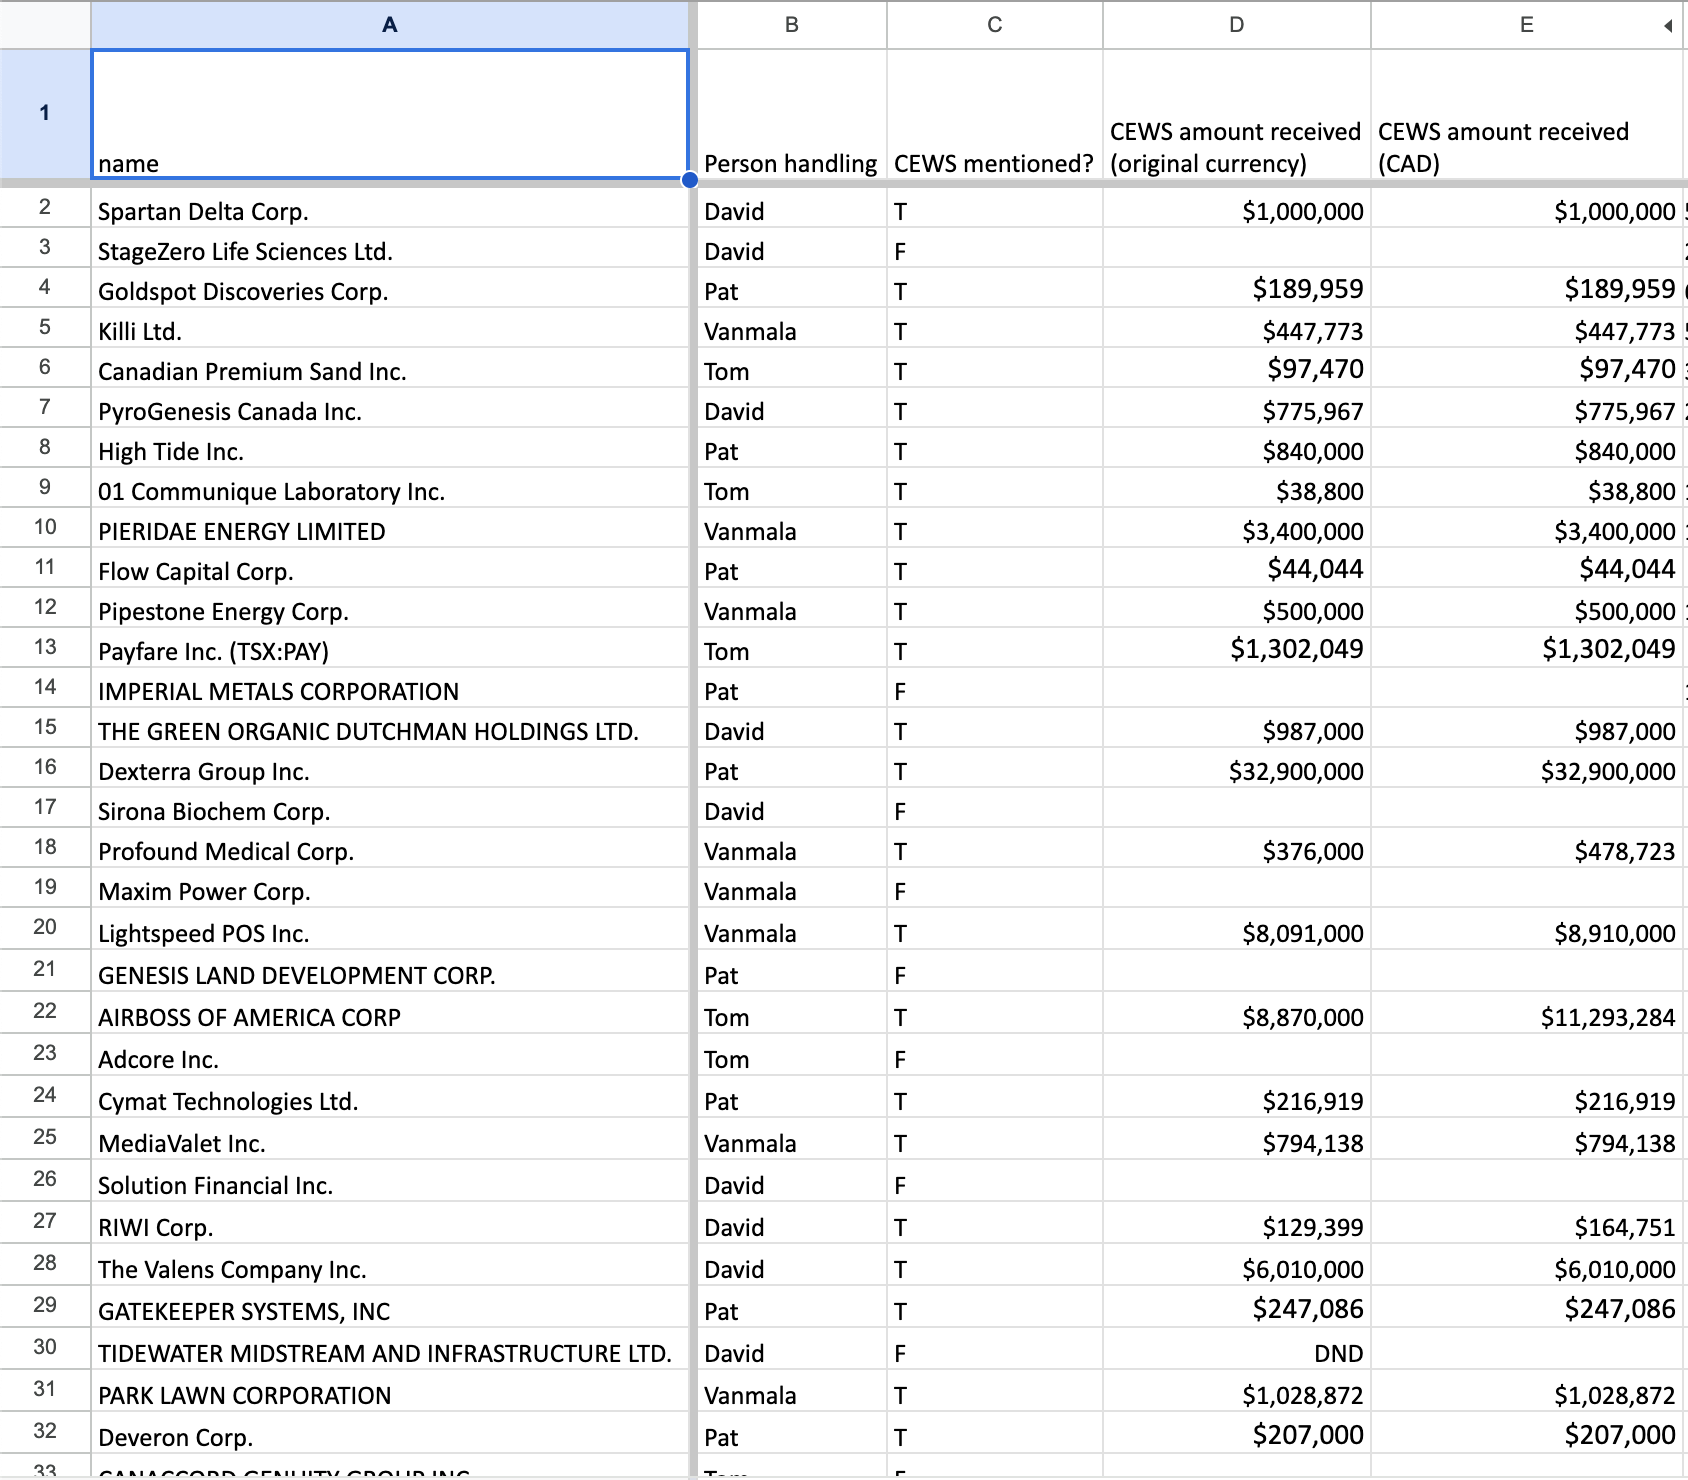 A B C D E
1 name Person handling CEWS mentioned? CEWS amount received (original currency) CEWS amount received (CAD)
2 Spartan Delta Corp. David T $1,000,000 $1,000,000
3 StageZero Life Sciences Ltd. David F
4 Goldspot Discoveries Corp. Pat T $189,959 $189,959
5 Killi Ltd. Vanmala T $447,773 $447,773
6 Canadian Premium Sand Inc. Tom T $97,470 $97,470
7 PyroGenesis Canada Inc. David T $775,967 $775,967
8 High Tide Inc. Pat T $840,000 $840,000
9 01 Communique Laboratory Inc. Tom T $38,800 $38,800
10 PIERIDAE ENERGY LIMITED Vanmala T $3,400,000 $3,400,000
11 Flow Capital Corp. Pat T $44,044 $44,044
12 Pipestone Energy Corp. Vanmala T $500,000 $500,000
13 Payfare Inc. (TSX:PAY) Tom T $1,302,049 $1,302,049
14 IMPERIAL METALS CORPORATION Pat F
15 THE GREEN ORGANIC DUTCHMAN HOLDINGS LTD. David T $987,000 $987,000
16 Dexterra Group Inc. Pat T $32,900,000 $32,900,000
17 Sirona Biochem Corp. David F
18 Profound Medical Corp. Vanmala T $376,000 $478,723
19 Maxim Power Corp. Vanmala F
20 Lightspeed POS Inc. Vanmala T $8,091,000 $8,910,000
21 GENESIS LAND DEVELOPMENT CORP. Pat F
22 AIRBOSS OF AMERICA CORP Tom T $8,870,000 $11,293,284
23 Adcore Inc. Tom F
24 Cymat Technologies Ltd. Pat T $216,919 $216,919
25 MediaValet Inc. Vanmala T $794,138 $794,138
26 Solution Financial Inc. David F
27 RIWI Corp. David T $129,399 $164,751
28 The Valens Company Inc. David T $6,010,000 $6,010,000
29 GATEKEEPER SYSTEMS, INC Pat T $247,086 $247,086
30 TIDEWATER MIDSTREAM AND INFRASTRUCTURE LTD. David F DND
31 PARK LAWN CORPORATION Vanmala T $1,028,872 $1,028,872
32 Deveron Corp. Pat T $207,000 $207,000
33 CANACCORD GENUITY GROUP INC Tom F